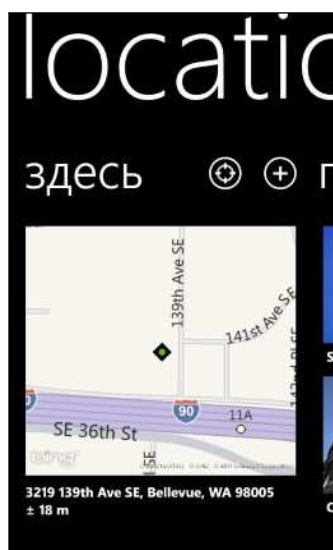 locatio
здесь
139th Ave SE
141st Ave SE
90
11A
SE 36th St
bing
3219 139th Ave SE, Bellevue, WA 98005
± 18 m